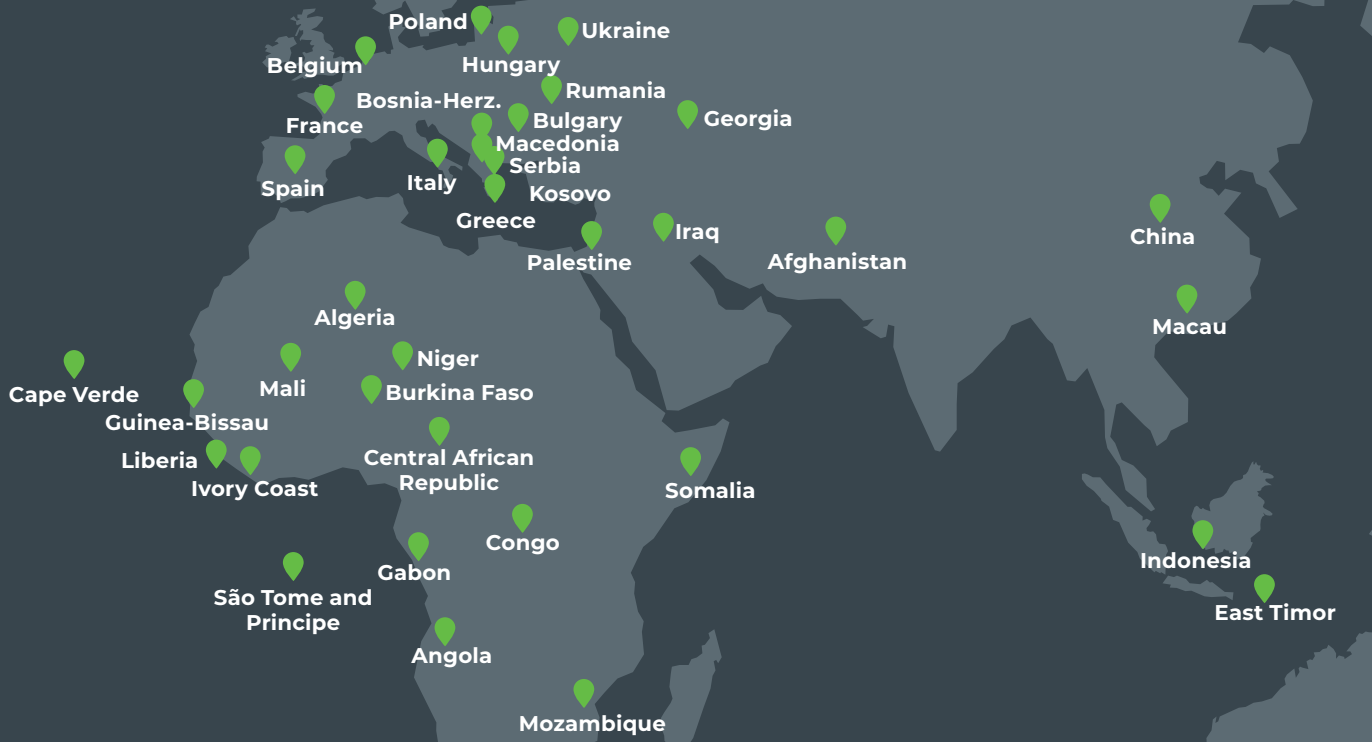 Poland
Ukraine
Belgium
Hungary
Rumania
Bosnia-Herz.
France
Bulgary
Georgia
Macedonia
Serbia
Spain
Italy
Kosovo
Greece
Iraq
China
Palestine
Afghanistan
Algeria
Macau
Niger
Mali
Burkina Faso
Cape Verde
Guinea-Bissau
Central African
Republic
Liberia
Ivory Coast
Somalia
Congo
Gabon
Indonesia
São Tome and
Principe
East Timor
Angola
Mozambique